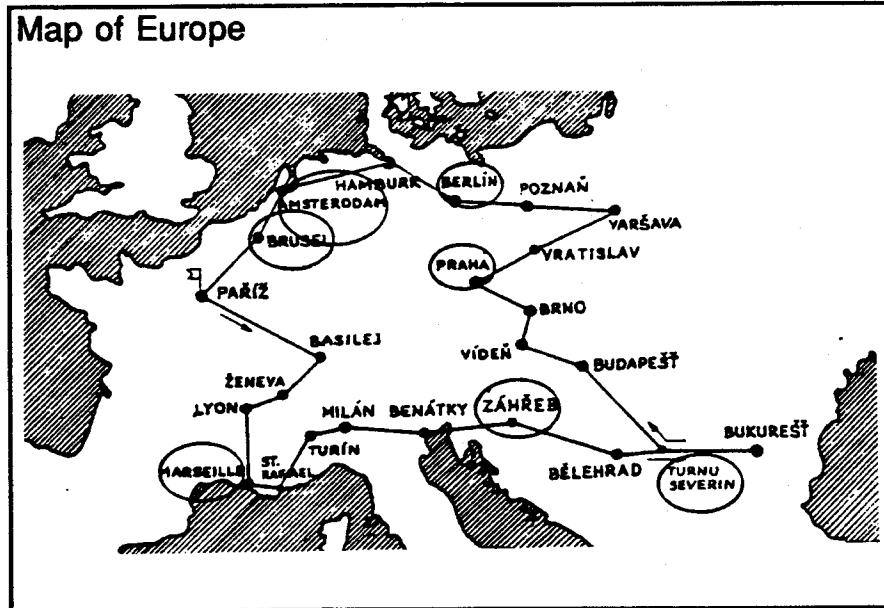 Map of Europe
HAMBURK
BERLÍN
POZNAŇ
AMSTERODAM
VARŠAVA
BRUSEL
VRATISLAV
PRAHA
PAŘÍŽ
BRNO
BASILEJ
VÍDEŇ
BUDAPEŠŤ
ŽENEVA
LYON
MILÁN
BENÁTKY
ZÁHŘEB
TURÍN
BUKUREŠŤ
MARSEILLE
ST.
RAFAEL
BĚLEHRAD
TURNU
SEVERIN